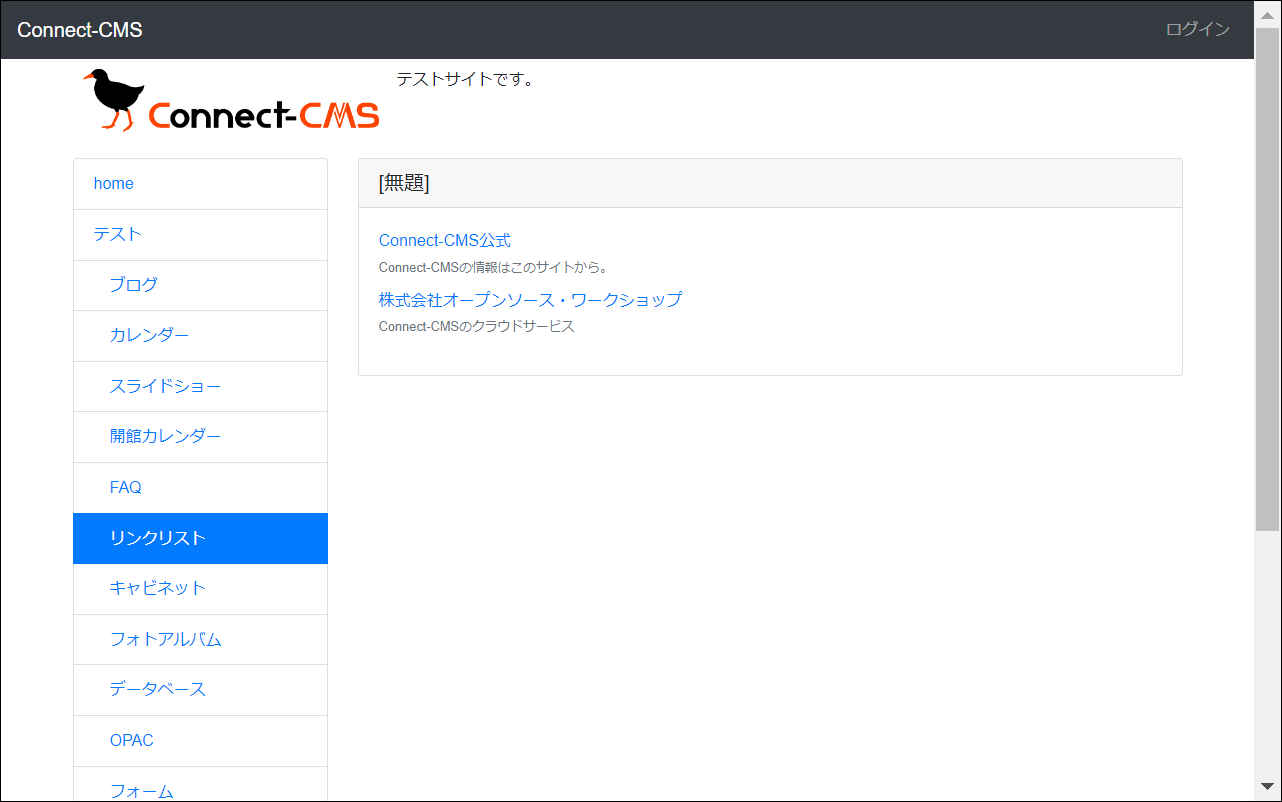 Connect-CMS
ログイン
Connect-CMS
テストサイトです。
home
テスト
ブログ
カレンダー
スライドショー
開館カレンダー
FAQ
リンクリスト
キャビネット
フォトアルバム
データベース
OPAC
フォーム
[無題]
Connect-CMS公式
Connect-CMSの情報はこのサイトから。
株式会社オープンソース・ワークショップ
Connect-CMSのクラウドサービス